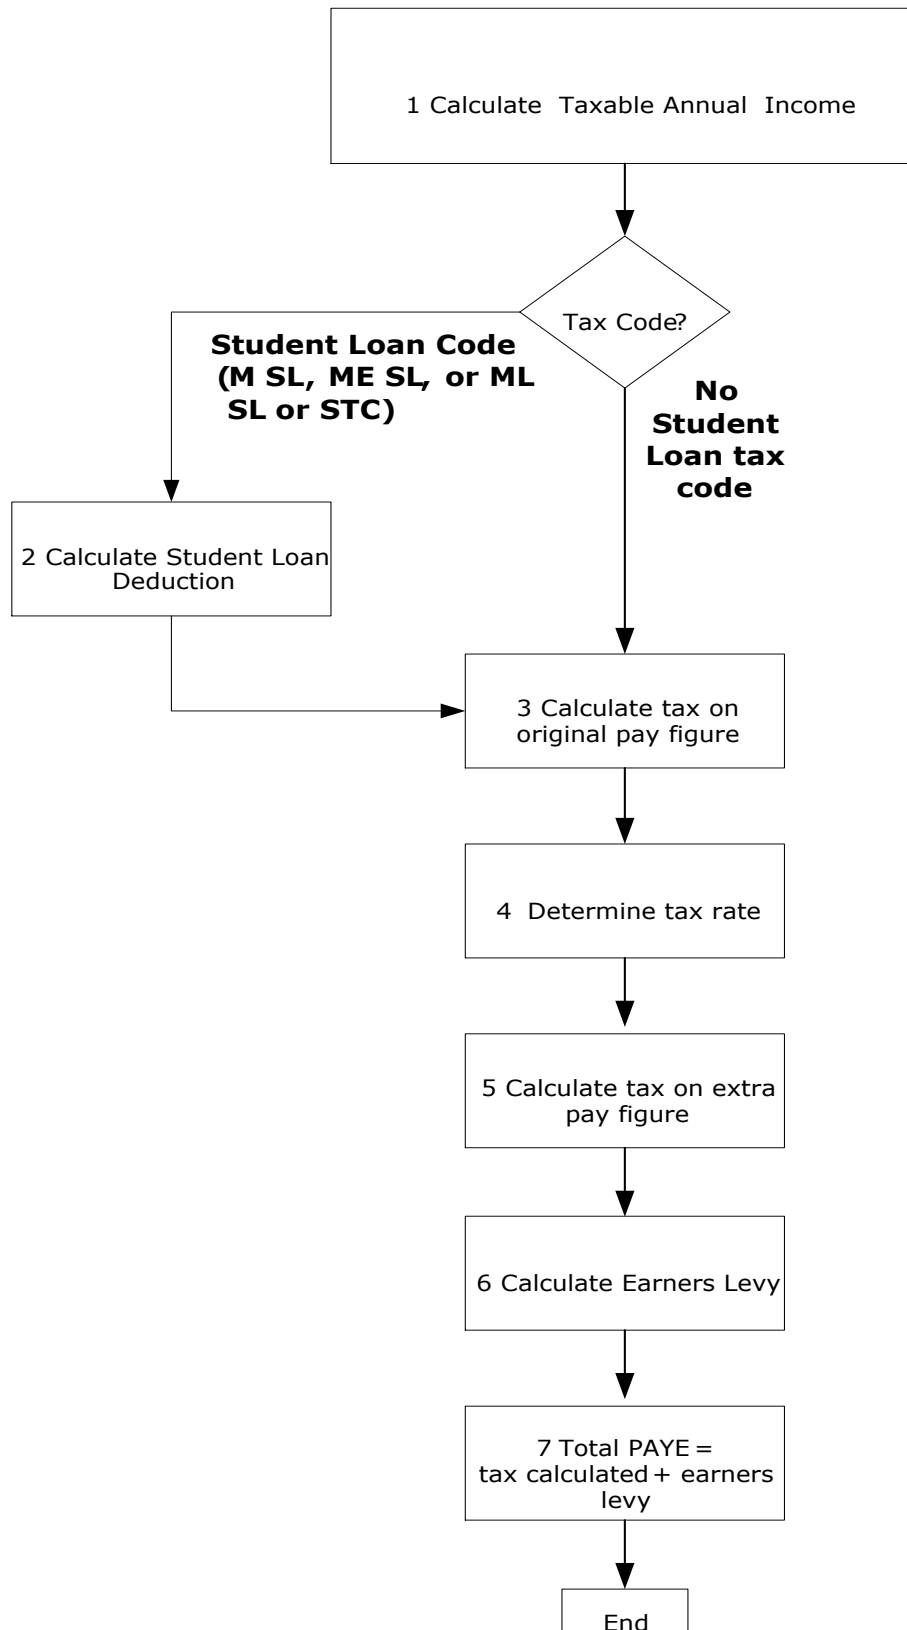 1 Calculate Taxable Annual Income
Tax Code?
Student Loan Code
(M SL, ME SL, or ML
SL or STC)
No
Student
Loan tax
code
2 Calculate Student Loan
Deduction
3 Calculate tax on
original pay figure
4 Determine tax rate
5 Calculate tax on extra
pay figure
6 Calculate Earners Levy
7 Total PAYE =
tax calculated + earners
levy
End